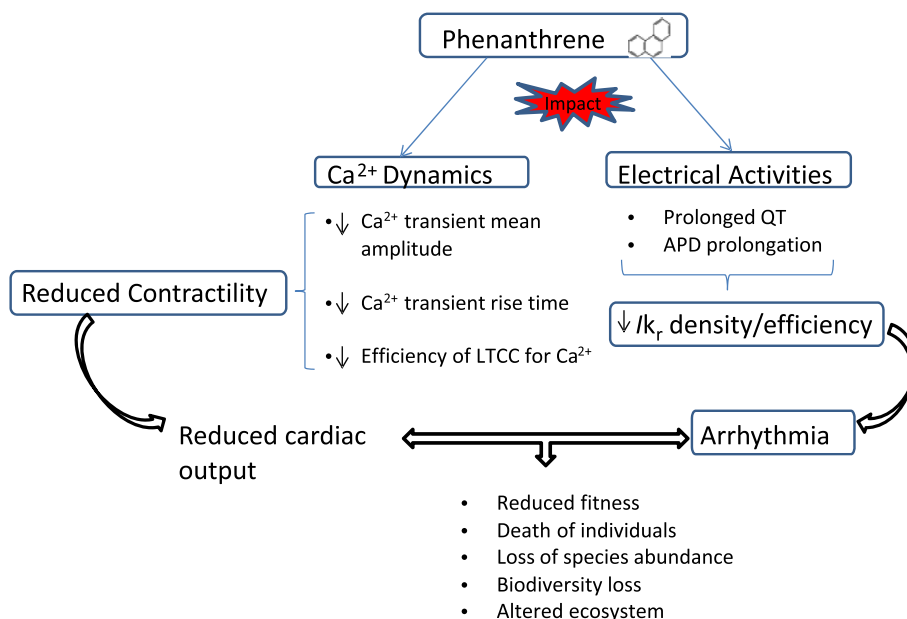 Phenanthrene
Impact
Ca²⁺ Dynamics
Electrical Activities
•↓ Ca²⁺ transient mean
amplitude
•↓ Ca²⁺ transient rise time
•↓ Efficiency of LTCC for Ca²⁺
• Prolonged QT
• APD prolongation
Reduced Contractility
↓ Ikᵣ density/efficiency
Reduced cardiac
output
Arrhythmia
• Reduced fitness
• Death of individuals
• Loss of species abundance
• Biodiversity loss
• Altered ecosystem